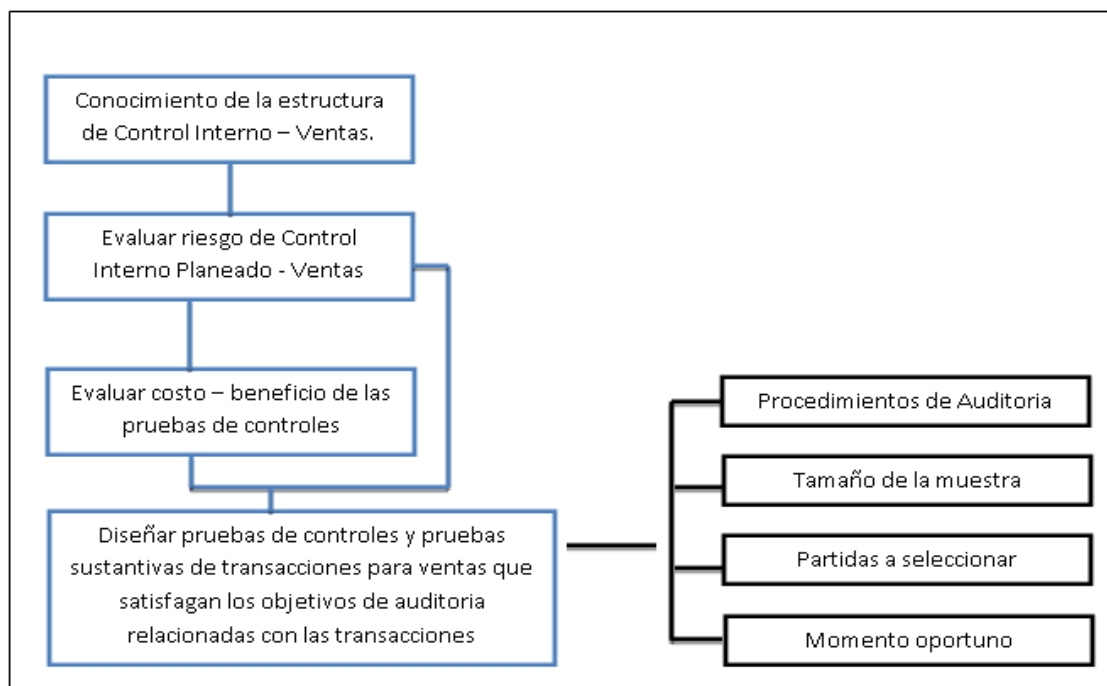 Conocimiento de la estructura
de Control Interno – Ventas.
Evaluar riesgo de Control
Interno Planeado - Ventas
Evaluar costo – beneficio de las
pruebas de controles
Diseñar pruebas de controles y pruebas
sustantivas de transacciones para ventas que
satisfagan los objetivos de auditoria
relacionadas con las transacciones
Procedimientos de Auditoria
Tamaño de la muestra
Partidas a seleccionar
Momento oportuno